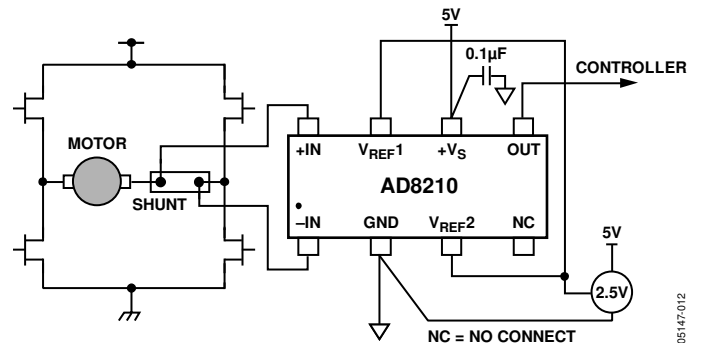 5V
0.1µF
CONTROLLER
MOTOR
SHUNT
+IN
VREF1
+VS
OUT
AD8210
–IN
GND
VREF2
NC
5V
2.5V
NC = NO CONNECT
05147-012